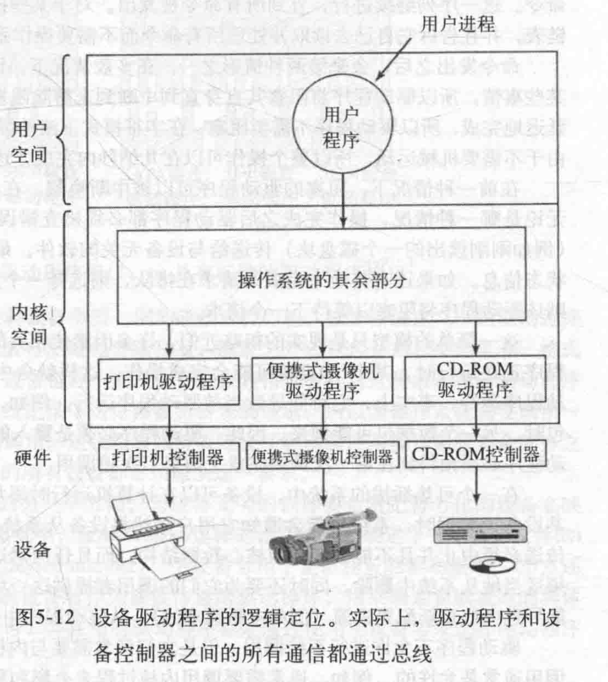 用户进程
用户
空间
用户
程序
操作系统的其余部分
内核
空间
打印机驱动程序
便携式摄像机
驱动程序
CD-ROM
驱动程序
硬件
打印机控制器
便携式摄像机控制器
CD-ROM控制器
设备
图5-12 设备驱动程序的逻辑定位。实际上，驱动程序和设
备控制器之间的所有通信都通过总线